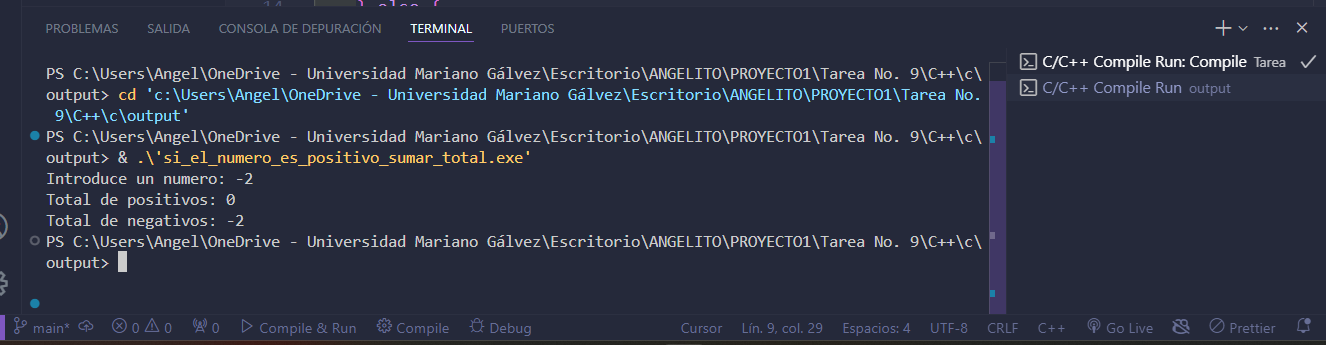 14 } else {
PROBLEMAS SALIDA CONSOLA DE DEPURACIÓN TERMINAL PUERTOS
PS C:\Users\Angel\OneDrive - Universidad Mariano Gálvez\Escritorio\ANGELITO\PROYECTO1\Tarea No. 9\C++\c\
output> cd 'c:\Users\Angel\OneDrive - Universidad Mariano Gálvez\Escritorio\ANGELITO\PROYECTO1\Tarea No.
9\C++\c\output'
PS C:\Users\Angel\OneDrive - Universidad Mariano Gálvez\Escritorio\ANGELITO\PROYECTO1\Tarea No. 9\C++\c\
output> & .\'si_el_numero_es_positivo_sumar_total.exe'
Introduce un numero: -2
Total de positivos: 0
Total de negativos: -2
PS C:\Users\Angel\OneDrive - Universidad Mariano Gálvez\Escritorio\ANGELITO\PROYECTO1\Tarea No. 9\C++\c\
output>
C/C++ Compile Run: Compile Tarea
C/C++ Compile Run output
main* 0 0 0 Compile & Run Compile Debug Cursor Lín. 9, col. 29 Espacios: 4 UTF-8 CRLF C++ Go Live Prettier